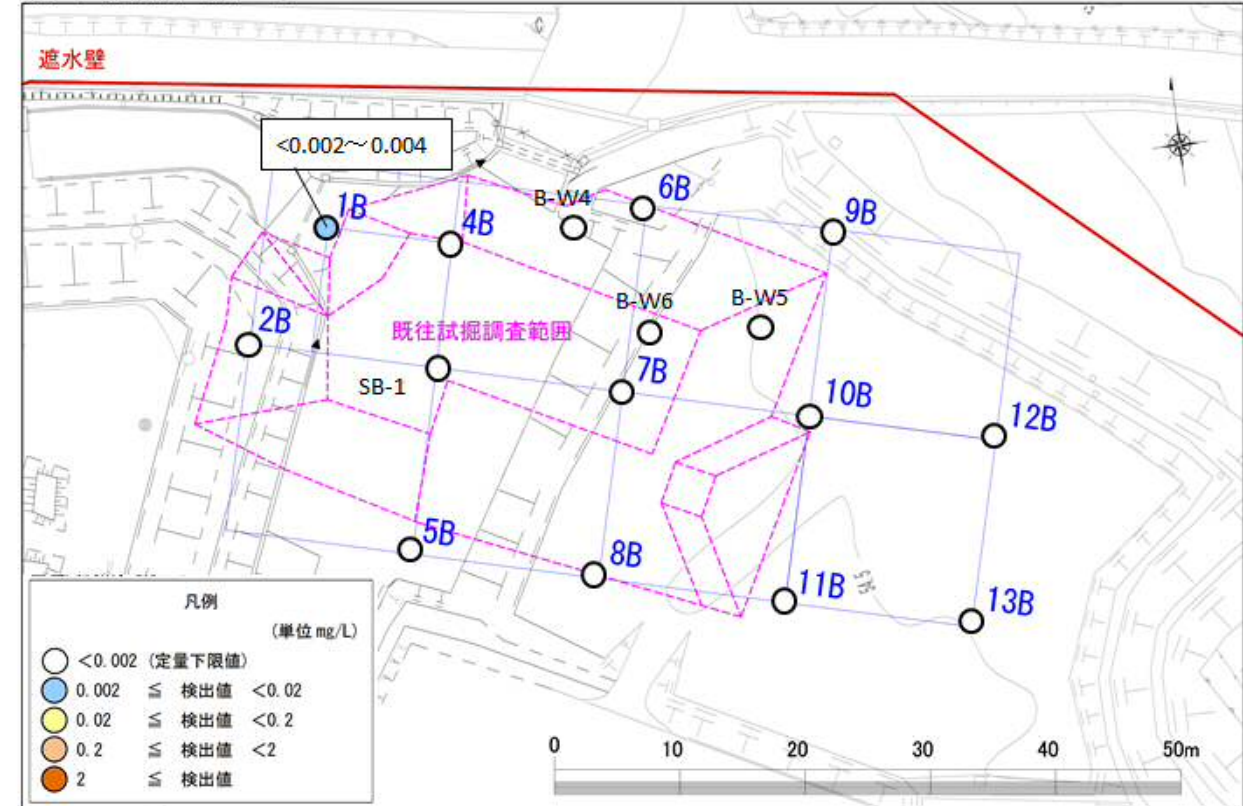 遮水壁
<0.002～0.004
1B
4B
B-W4
6B
9B
2B
既往試掘調査範囲
B-W6
B-W5
SB-1
7B
10B
12B
5B
8B
11B
13B
凡例
(単位 mg/L)
<0.002 (定量下限値)
0.002 ≦ 検出値 <0.02
0.02 ≦ 検出値 <0.2
0.2 ≦ 検出値 <2
2 ≦ 検出値
0 10 20 30 40 50m